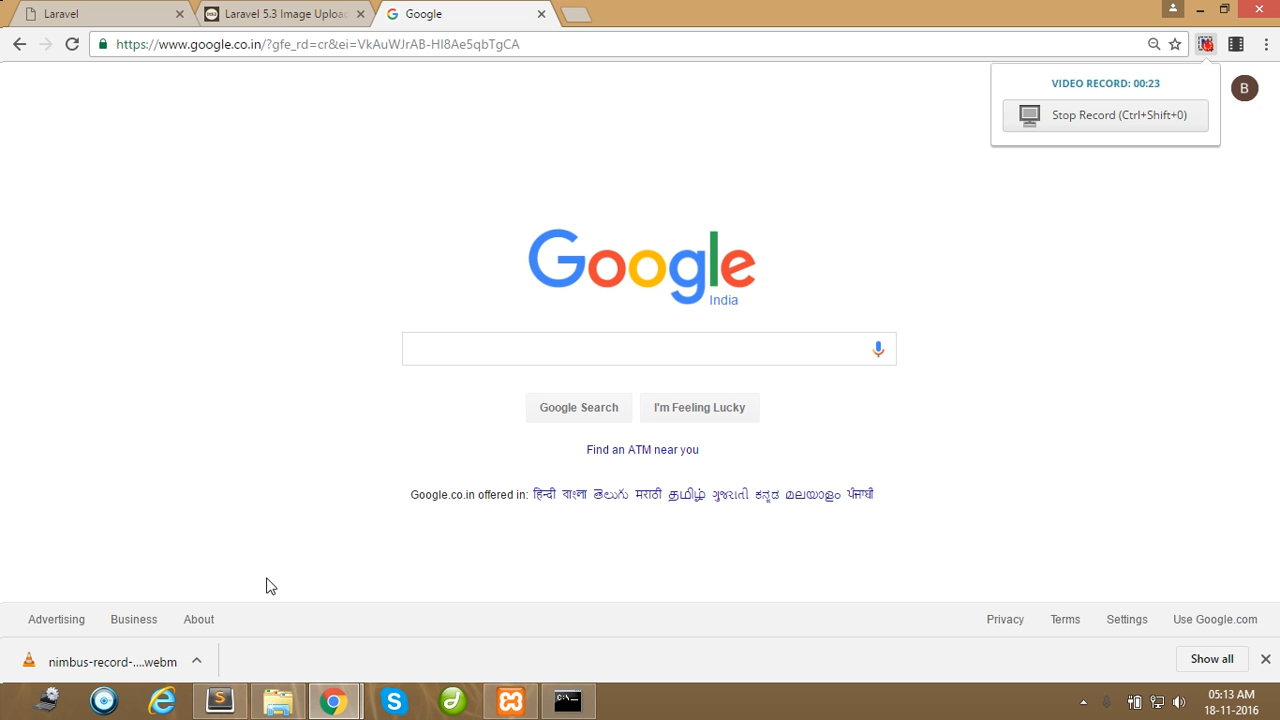 Laravel
Laravel 5.3 Image Uploa
Google
https://www.google.co.in/?gfe_rd=cr&ei=VkAuWJrAB-HI8Ae5qbTgCA
VIDEO RECORD: 00:23
Stop Record (Ctrl+Shift+0)
B
Google
India
Google Search
I'm Feeling Lucky
Find an ATM near you
Google.co.in offered in: हिन्दी বাংলা తెలుగు मराठी தமிழ் ગુજરાતી ಕನ್ನಡ മലയാളം ਪੰਜਾਬੀ
Advertising Business About Privacy Terms Settings Use Google.com
nimbus-record-....webm
Show all
05:13 AM
18-11-2016